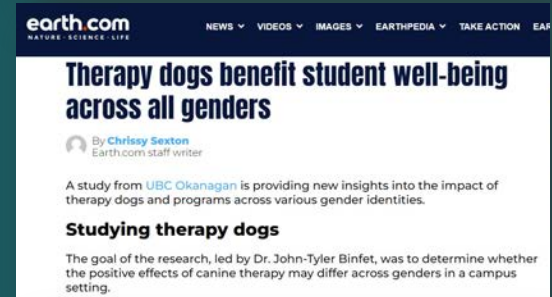 earth.com
NATURE · SCIENCE · LIFE
NEWS VIDEOS IMAGES EARTHPEDIA TAKE ACTION EAR
Therapy dogs benefit student well-being
across all genders
By Chrissy Sexton
Earth.com staff writer
A study from UBC Okanagan is providing new insights into the impact of
therapy dogs and programs across various gender identities.
Studying therapy dogs
The goal of the research, led by Dr. John-Tyler Binfet, was to determine whether
the positive effects of canine therapy may differ across genders in a campus
setting.